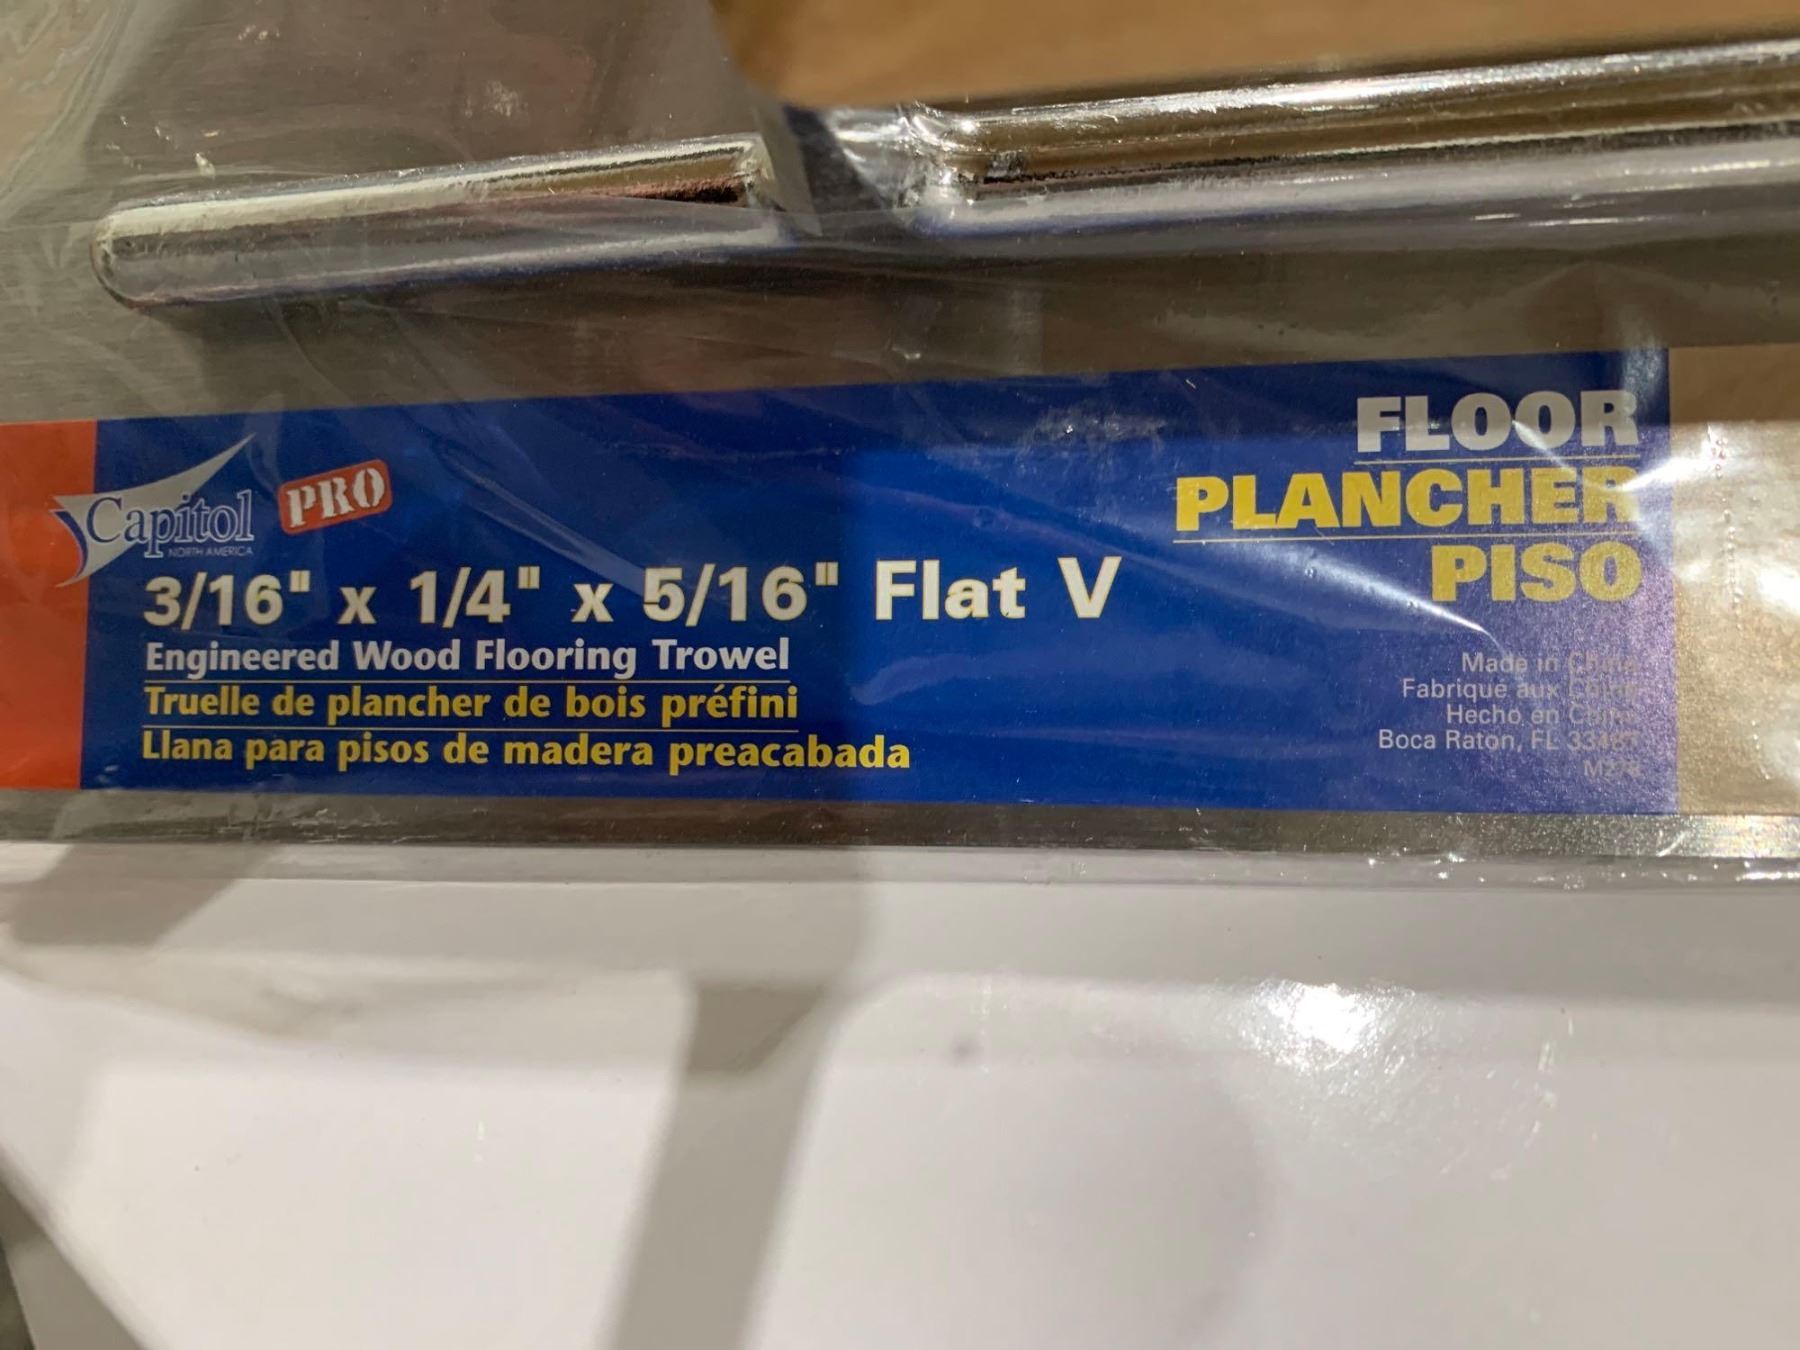 Capitol PRO
NORTH AMERICA
3/16" x 1/4" x 5/16" Flat V
Engineered Wood Flooring Trowel
Truelle de plancher de bois préfini
Llana para pisos de madera preacabada
FLOOR
PLANCHER
PISO
Made in China
Fabrique aux Chine
Hecho en China
Boca Raton, FL